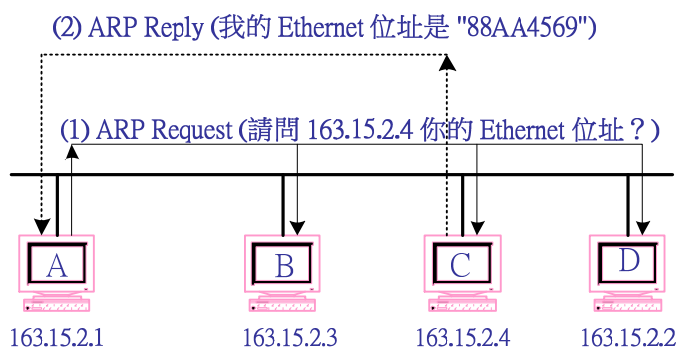 (2) ARP Reply (我的 Ethernet 位址是 "88AA4569")
(1) ARP Request (請問 163.15.2.4 你的 Ethernet 位址？)
A B C D
163.15.2.1 163.15.2.3 163.15.2.4 163.15.2.2